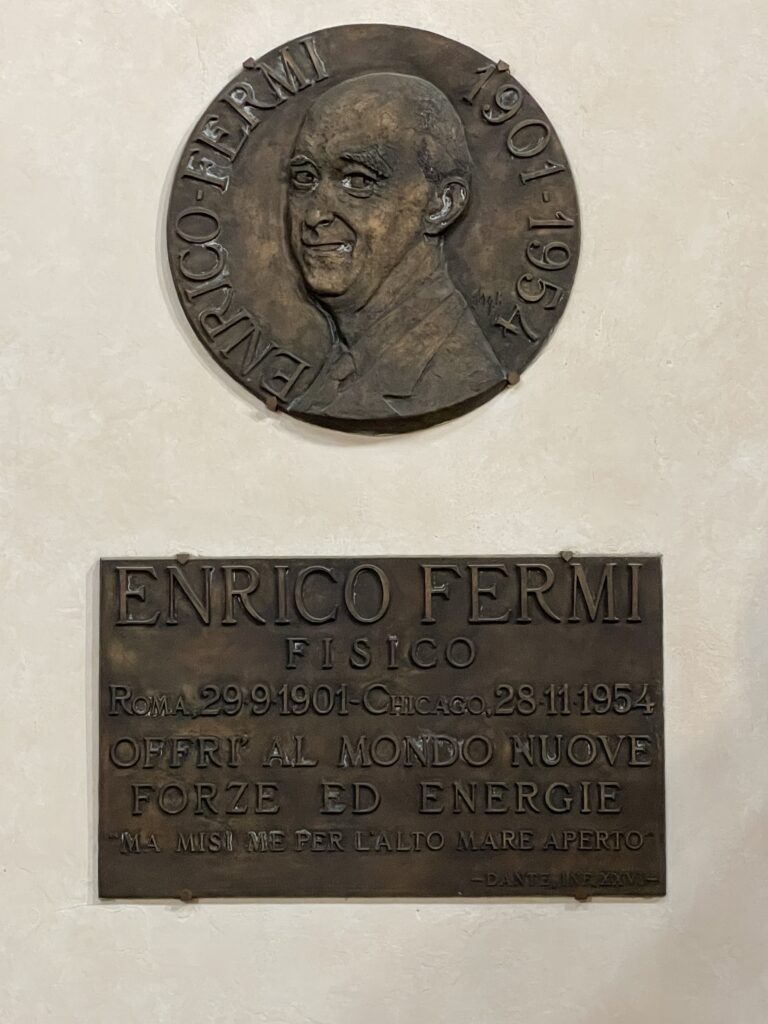 ENRICO-FERMI 1901-1954
ENRICO FERMI
FISICO
ROMA, 29·9·1901-CHICAGO, 28·11·1954
OFFRI' AL MONDO NUOVE
FORZE ED ENERGIE
"MA MISI ME PER L'ALTO MARE APERTO"
-DANTE, INF. XXVI-